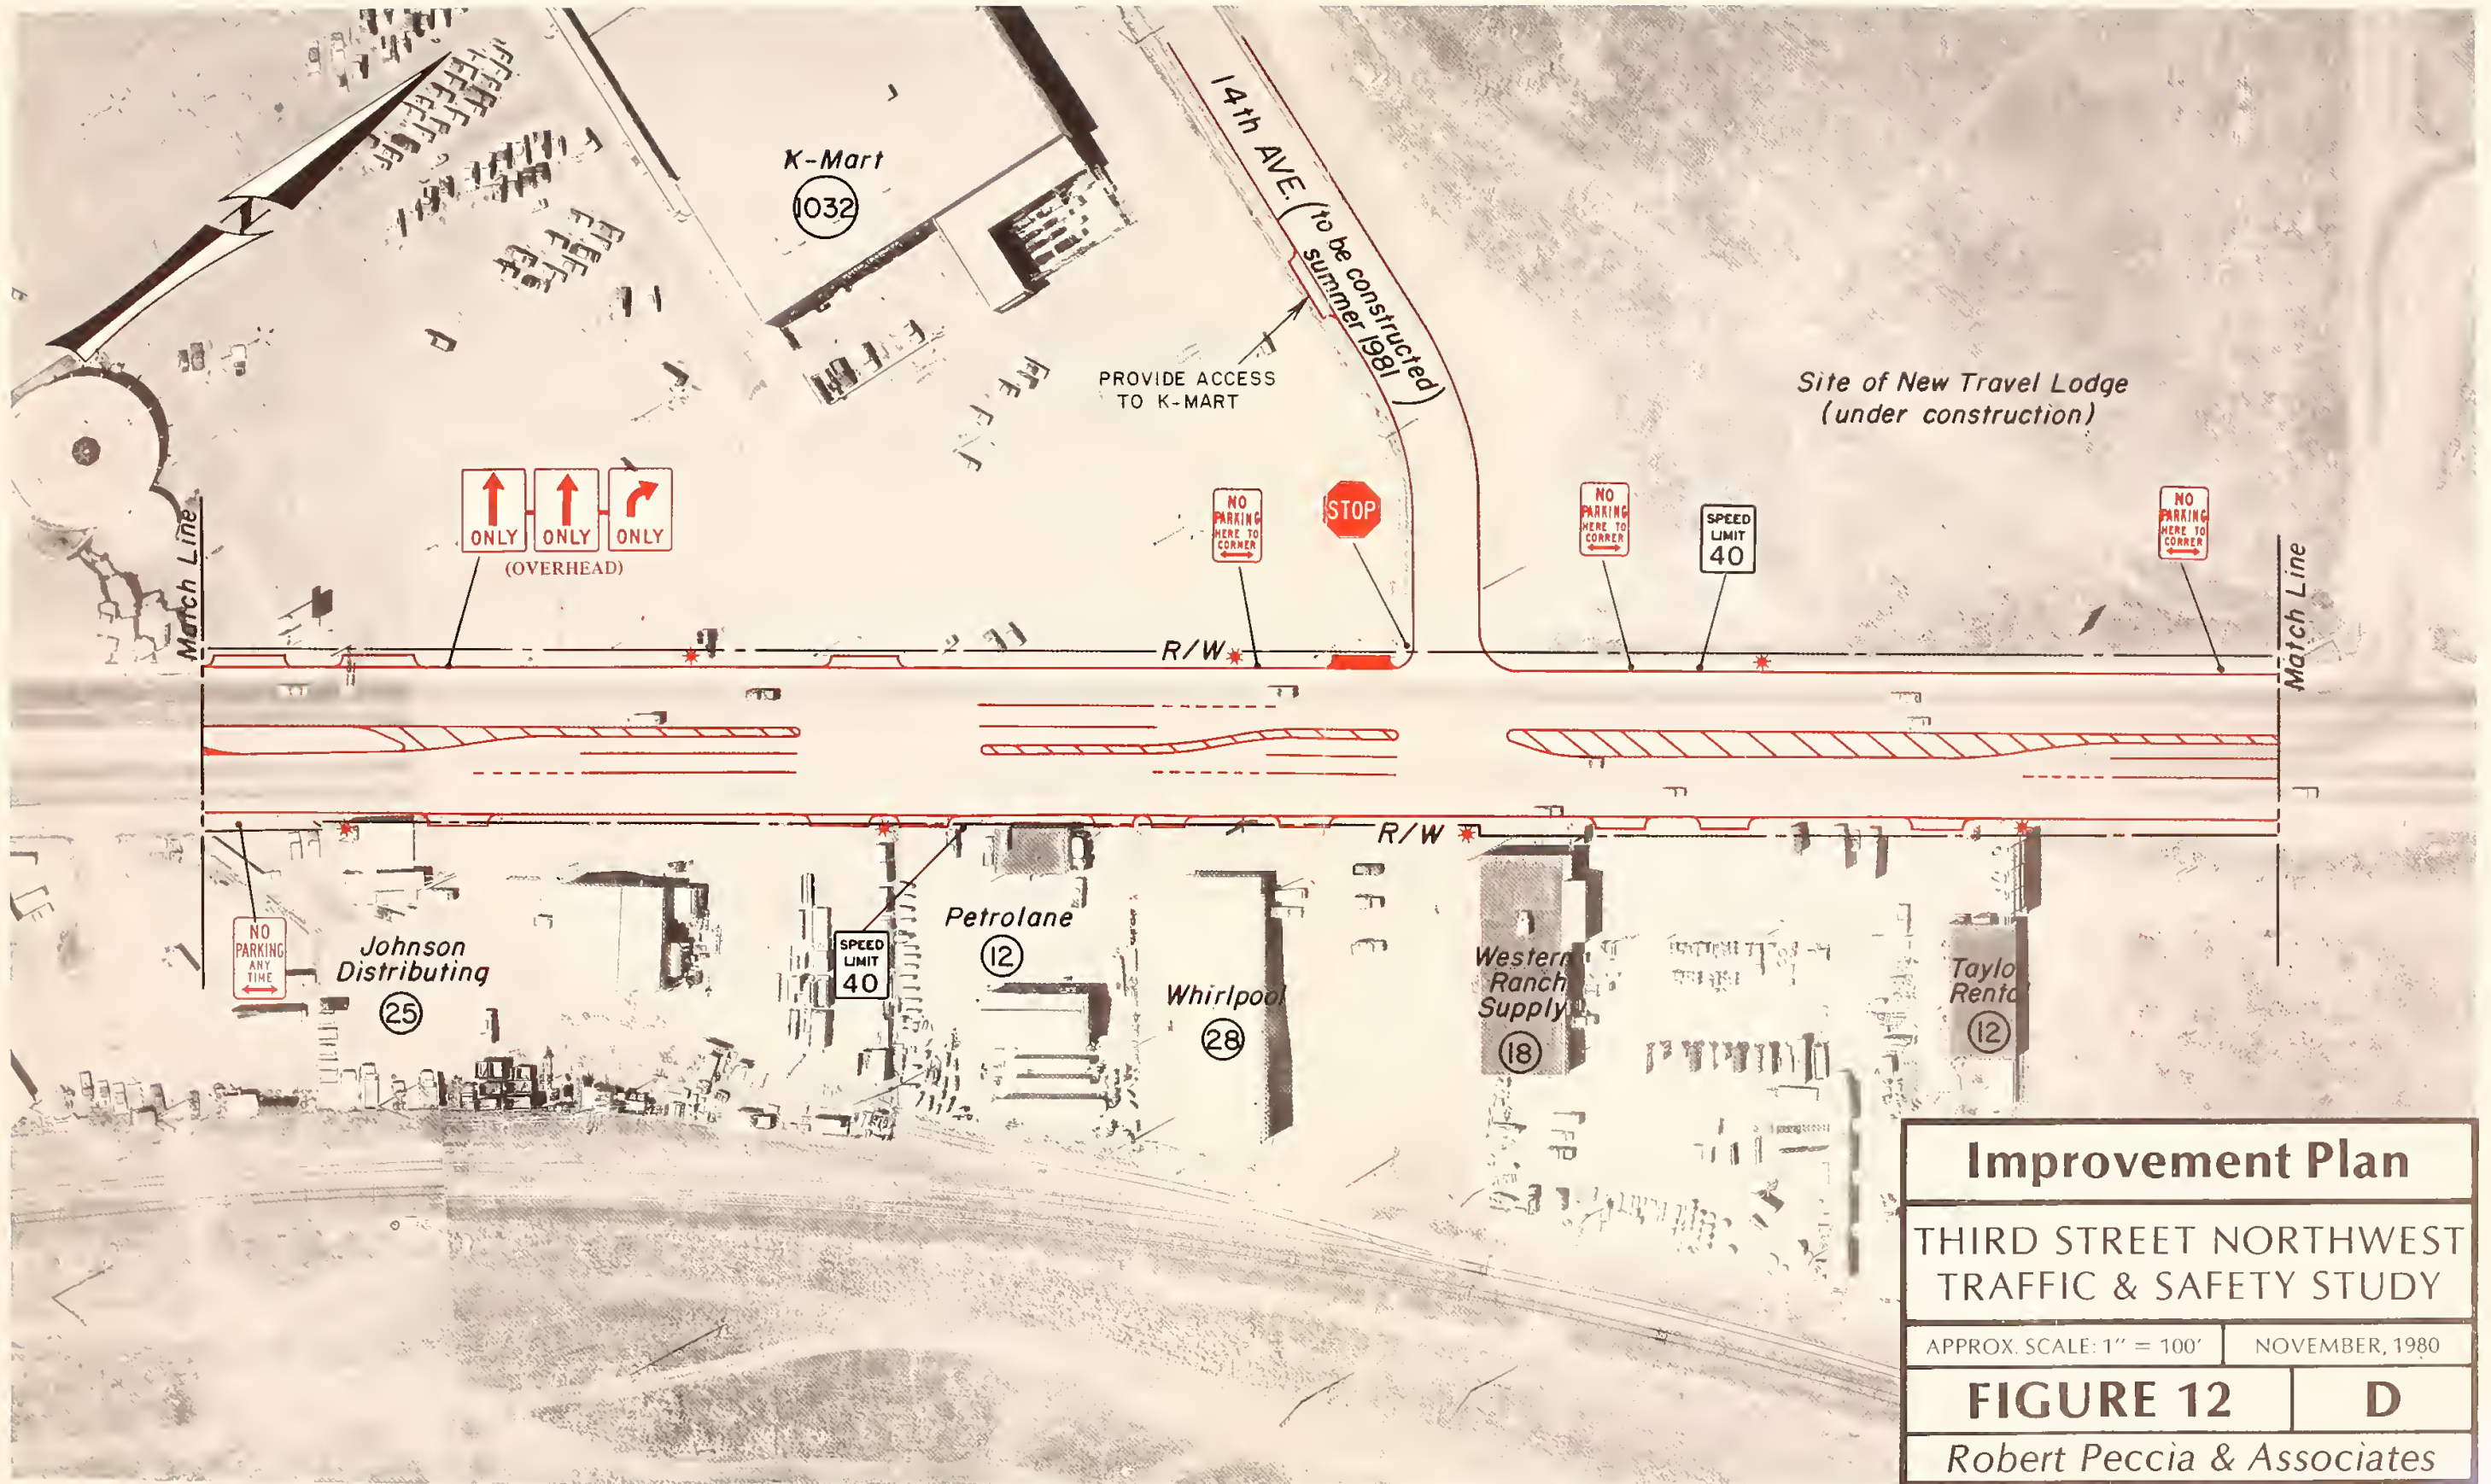 K-Mart
1032
14th AVE. (to be constructed)
summer 1981
PROVIDE ACCESS
TO K-MART
Site of New Travel Lodge
(under construction)
ONLY
ONLY
ONLY
(OVERHEAD)
NO
PARKING
HERE TO
CORNER
STOP
NO
PARKING
HERE TO
CORNER
SPEED
LIMIT
40
NO
PARKING
HERE TO
CORNER
Match Line
Match Line
R/W
R/W
NO
PARKING
ANY
TIME
Johnson
Distributing
25
SPEED
LIMIT
40
Petrolane
12
Whirlpool
28
Western
Ranch
Supply
18
Taylo
Renta
12
Improvement Plan
THIRD STREET NORTHWEST
TRAFFIC & SAFETY STUDY
APPROX. SCALE: 1" = 100'
NOVEMBER, 1980
FIGURE 12
D
Robert Peccia & Associates